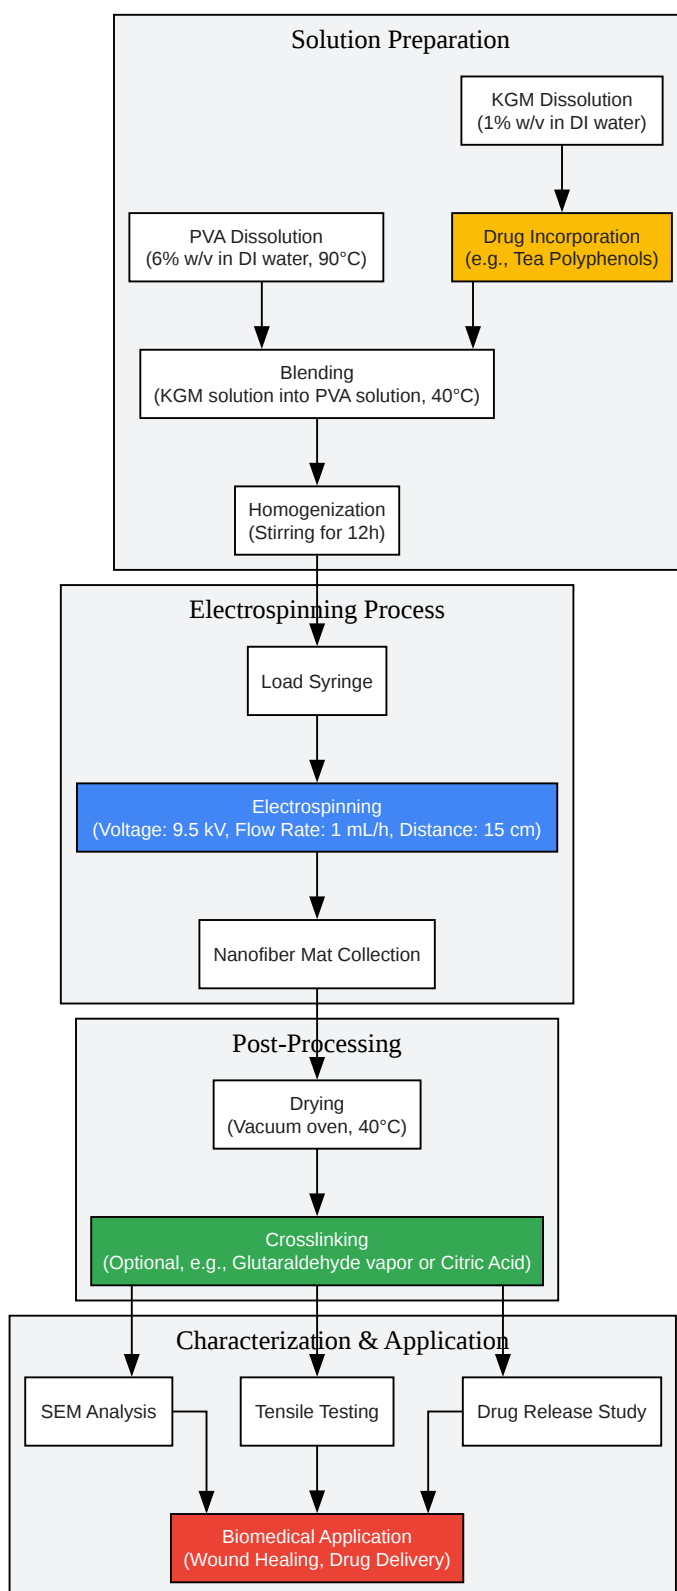 Solution Preparation
KGM Dissolution
(1% w/v in DI water)
PVA Dissolution
(6% w/v in DI water, 90°C)
Drug Incorporation
(e.g., Tea Polyphenols)
Blending
(KGM solution into PVA solution, 40°C)
Homogenization
(Stirring for 12h)
Electrospinning Process
Load Syringe
Electrospinning
(Voltage: 9.5 kV, Flow Rate: 1 mL/h, Distance: 15 cm)
Nanofiber Mat Collection
Post-Processing
Drying
(Vacuum oven, 40°C)
Crosslinking
(Optional, e.g., Glutaraldehyde vapor or Citric Acid)
Characterization & Application
SEM Analysis
Tensile Testing
Drug Release Study
Biomedical Application
(Wound Healing, Drug Delivery)